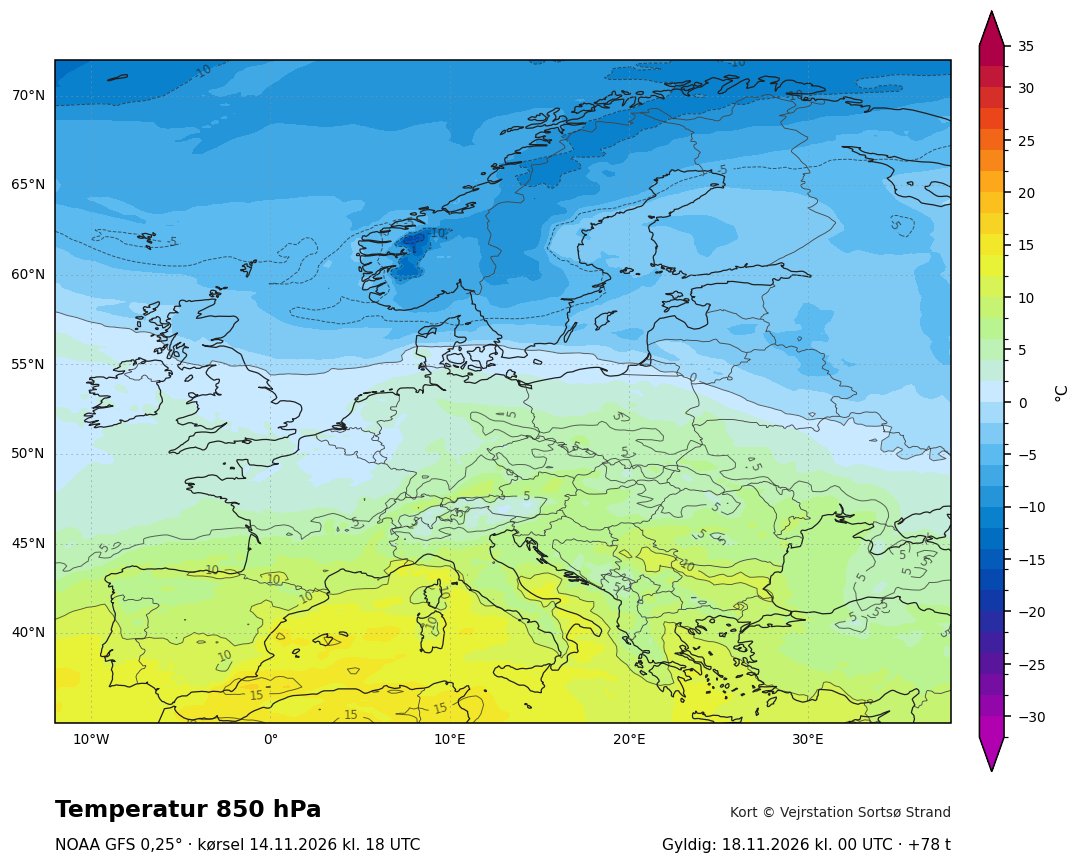 70°N
65°N
60°N
55°N
50°N
45°N
40°N
10°W 0° 10°E 20°E 30°E
35
30
25
20
15
10
5
0
−5
−10
−15
−20
−25
−30
°C
Temperatur 850 hPa
Kort © Vejrstation Sortsø Strand
NOAA GFS 0,25° · kørsel 14.11.2026 kl. 18 UTC
Gyldig: 18.11.2026 kl. 00 UTC · +78 t